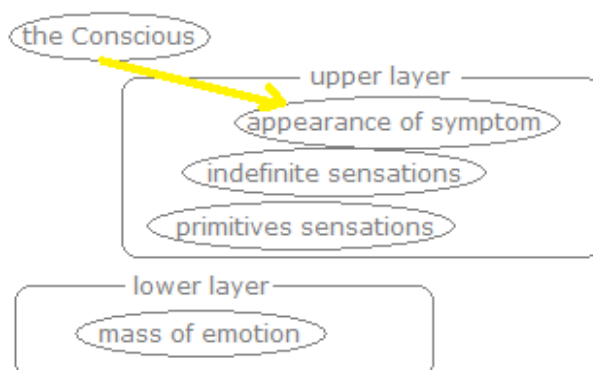 the Conscious
upper layer
appearance of symptom
indefinite sensations
primitives sensations
lower layer
mass of emotion